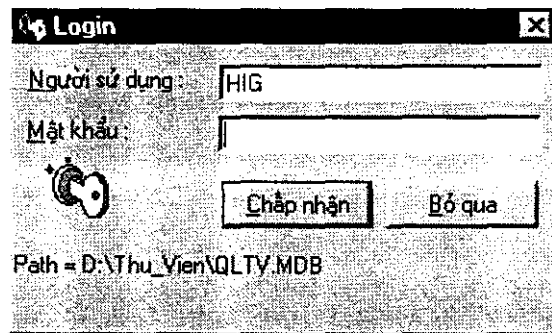 Login
Người sử dụng : HIG
Mật khẩu :
Chấp nhận Bỏ qua
Path = D:\Thu_Vien\QLTV.MDB